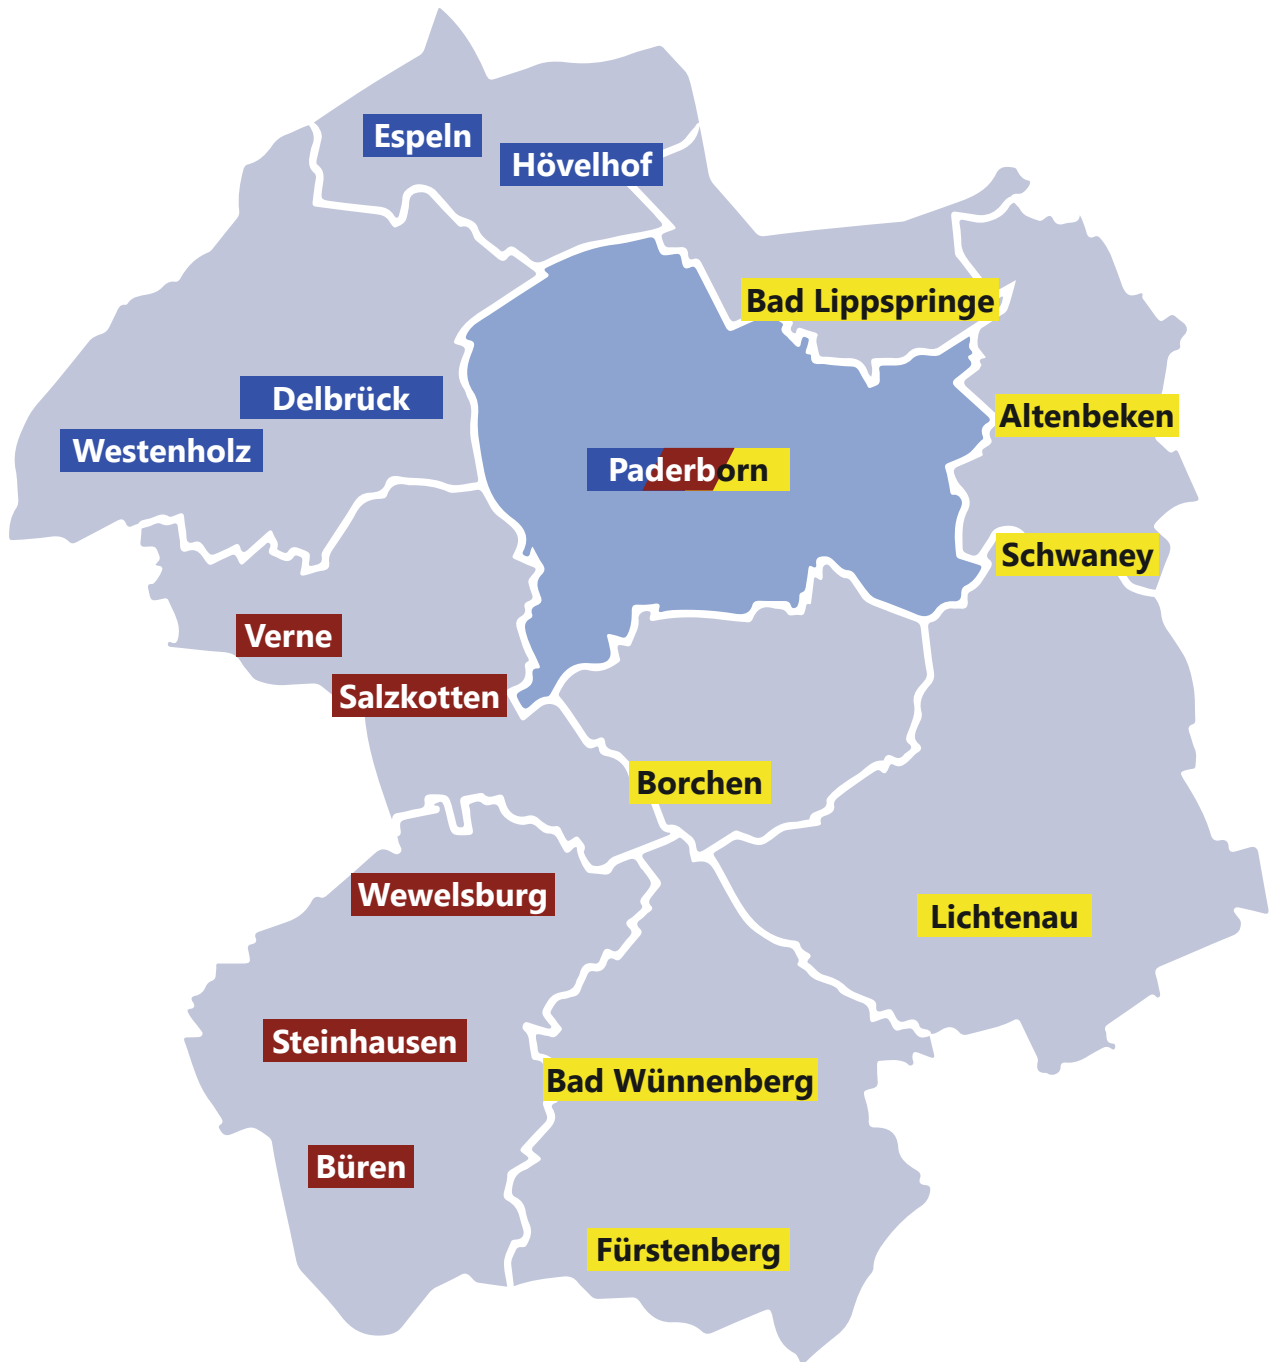 Espeln
Hövelhof
Bad Lippspringe
Delbrück
Altenbeken
Westenholz
Paderborn
Schwaney
Verne
Salzkotten
Borchen
Wewelsburg
Lichtenau
Steinhausen
Bad Wünnenberg
Büren
Fürstenberg